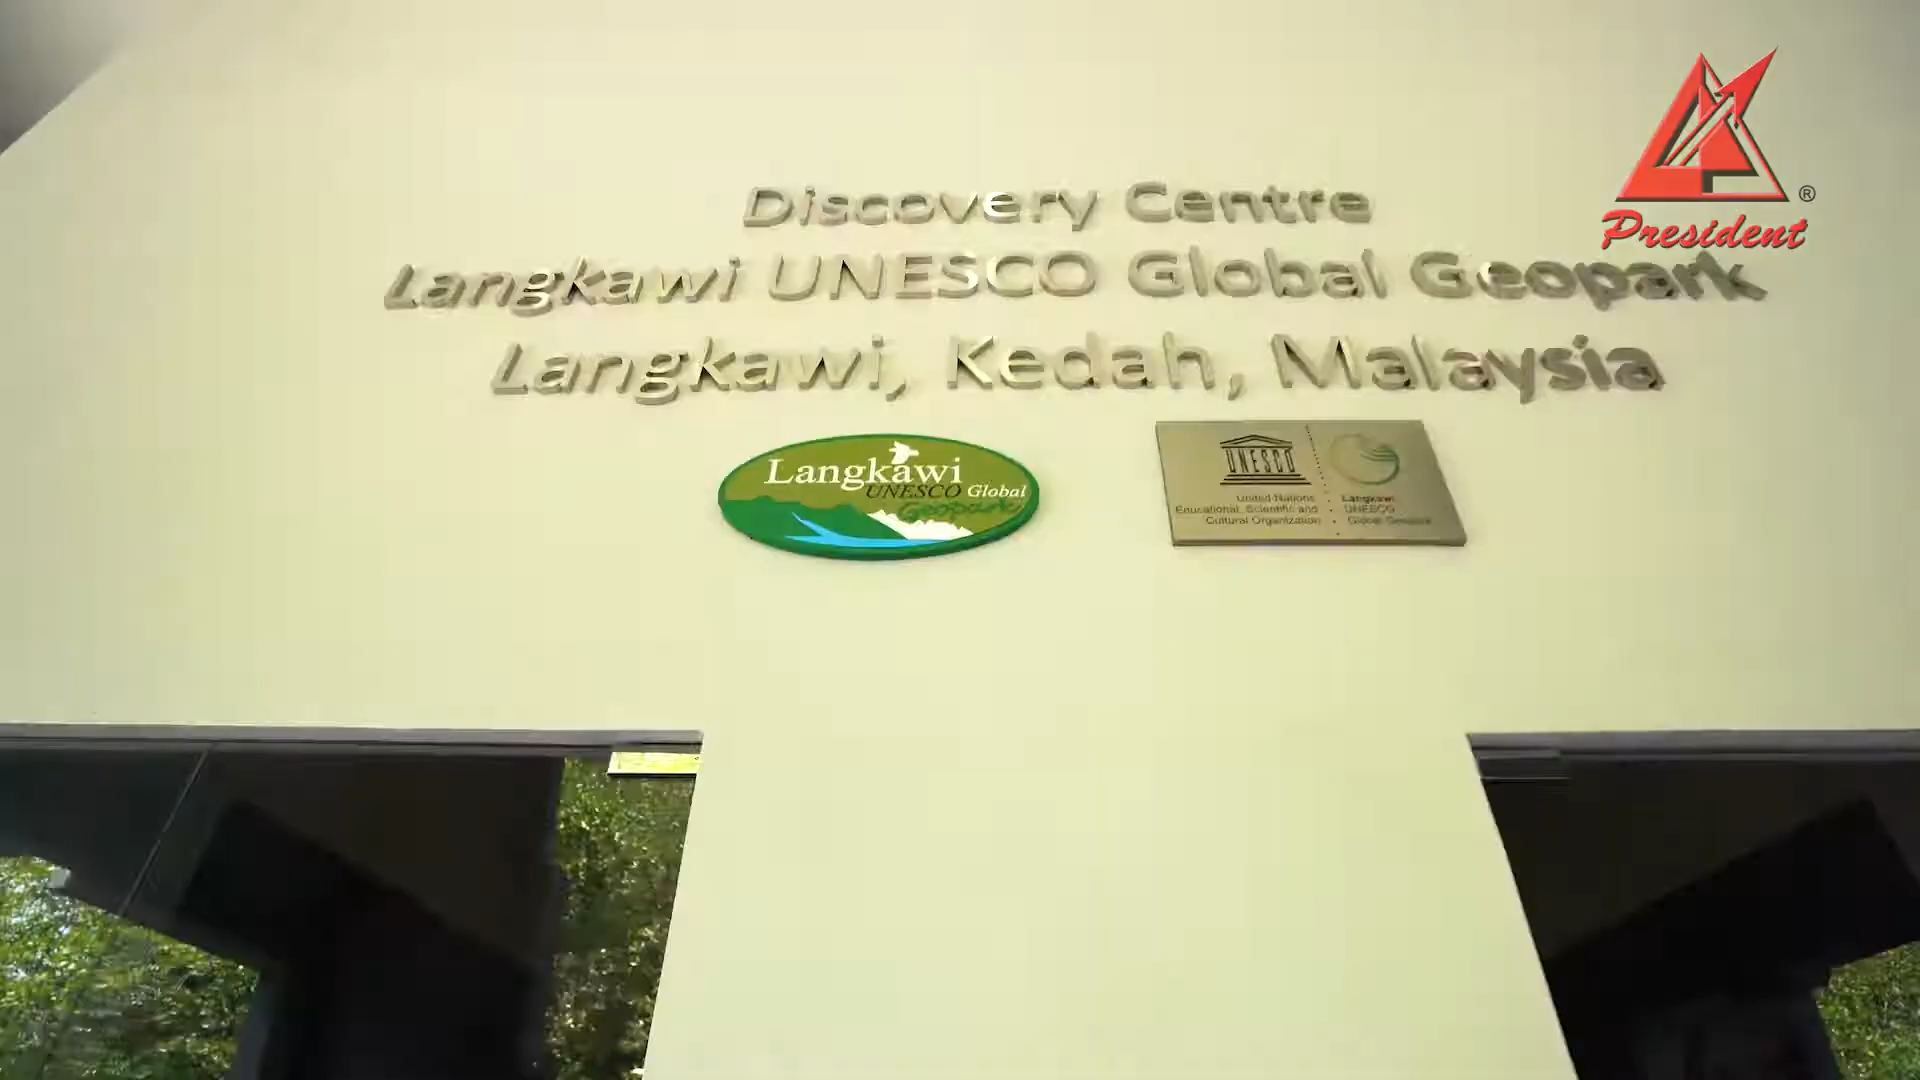 Discovery Centre
Langkawi UNESCO Global Geopark
Langkawi, Kedah, Malaysia
Langkawi
UNESCO Global
Geopark
UNESCO
United Nations
Educational, Scientific and
Cultural Organization
Langkawi
UNESCO
Global Geopark
President
®